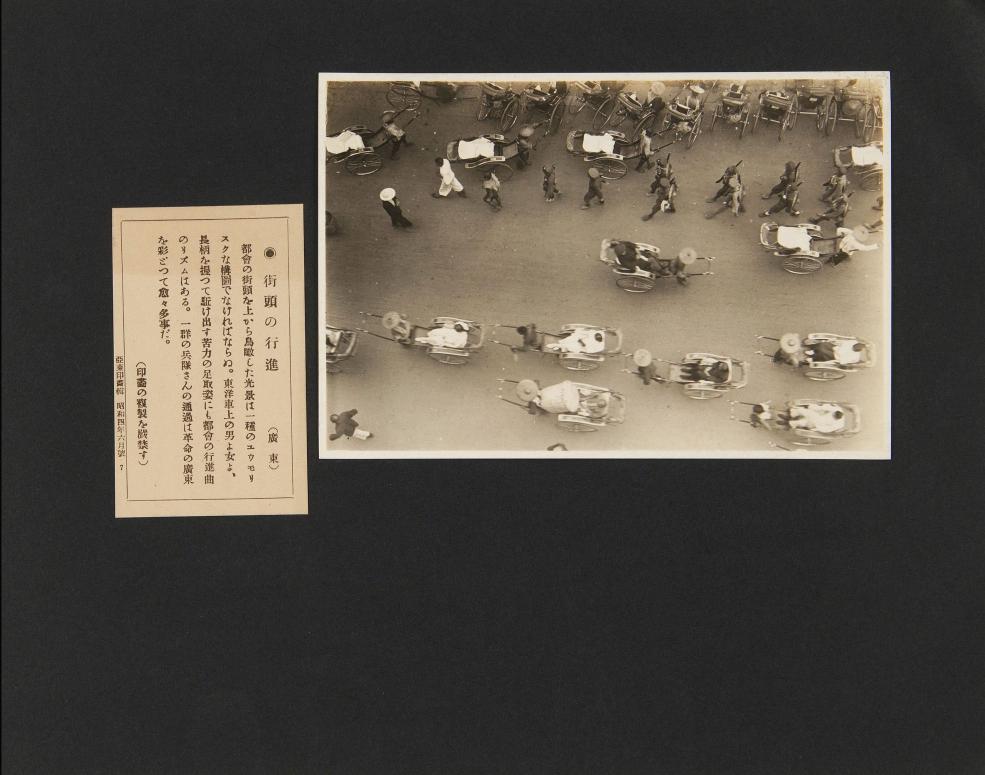 ◉ 街頭の行進 （廣東）
都會の街頭を上から鳥瞰した光景は一種のユウモリ
スクな構圖でなければならぬ。東洋車上の男よ女よ、
長柄を握つて駈け出す苦力の足取姿にも都會の行進曲
のリズムはある。一群の兵隊さんの通過は革命の廣東
を彩どつて愈々多事だ。
（印畫の複製を嚴禁す）
亞東印畫輯 昭和四年六月號 7